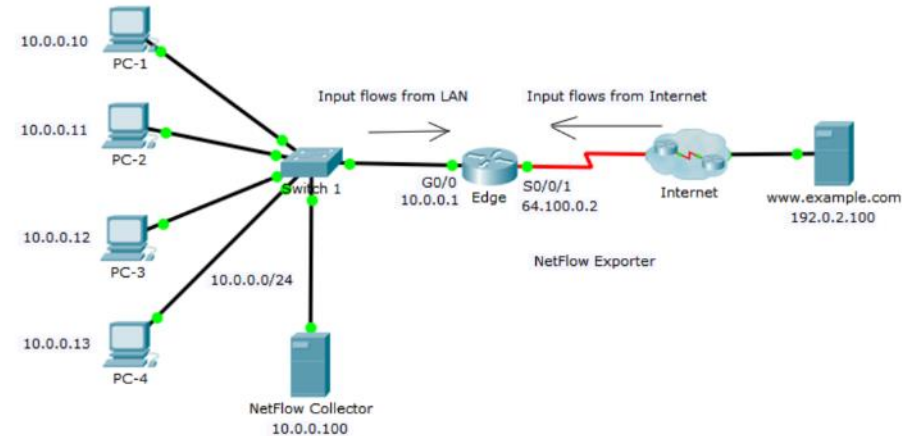 10.0.0.10
PC-1
Input flows from LAN
Input flows from Internet
10.0.0.11
PC-2
Switch 1
G0/0
10.0.0.1
Edge
S0/0/1
64.100.0.2
Internet
www.example.com
192.0.2.100
10.0.0.12
PC-3
10.0.0.0/24
NetFlow Exporter
10.0.0.13
PC-4
NetFlow Collector
10.0.0.100